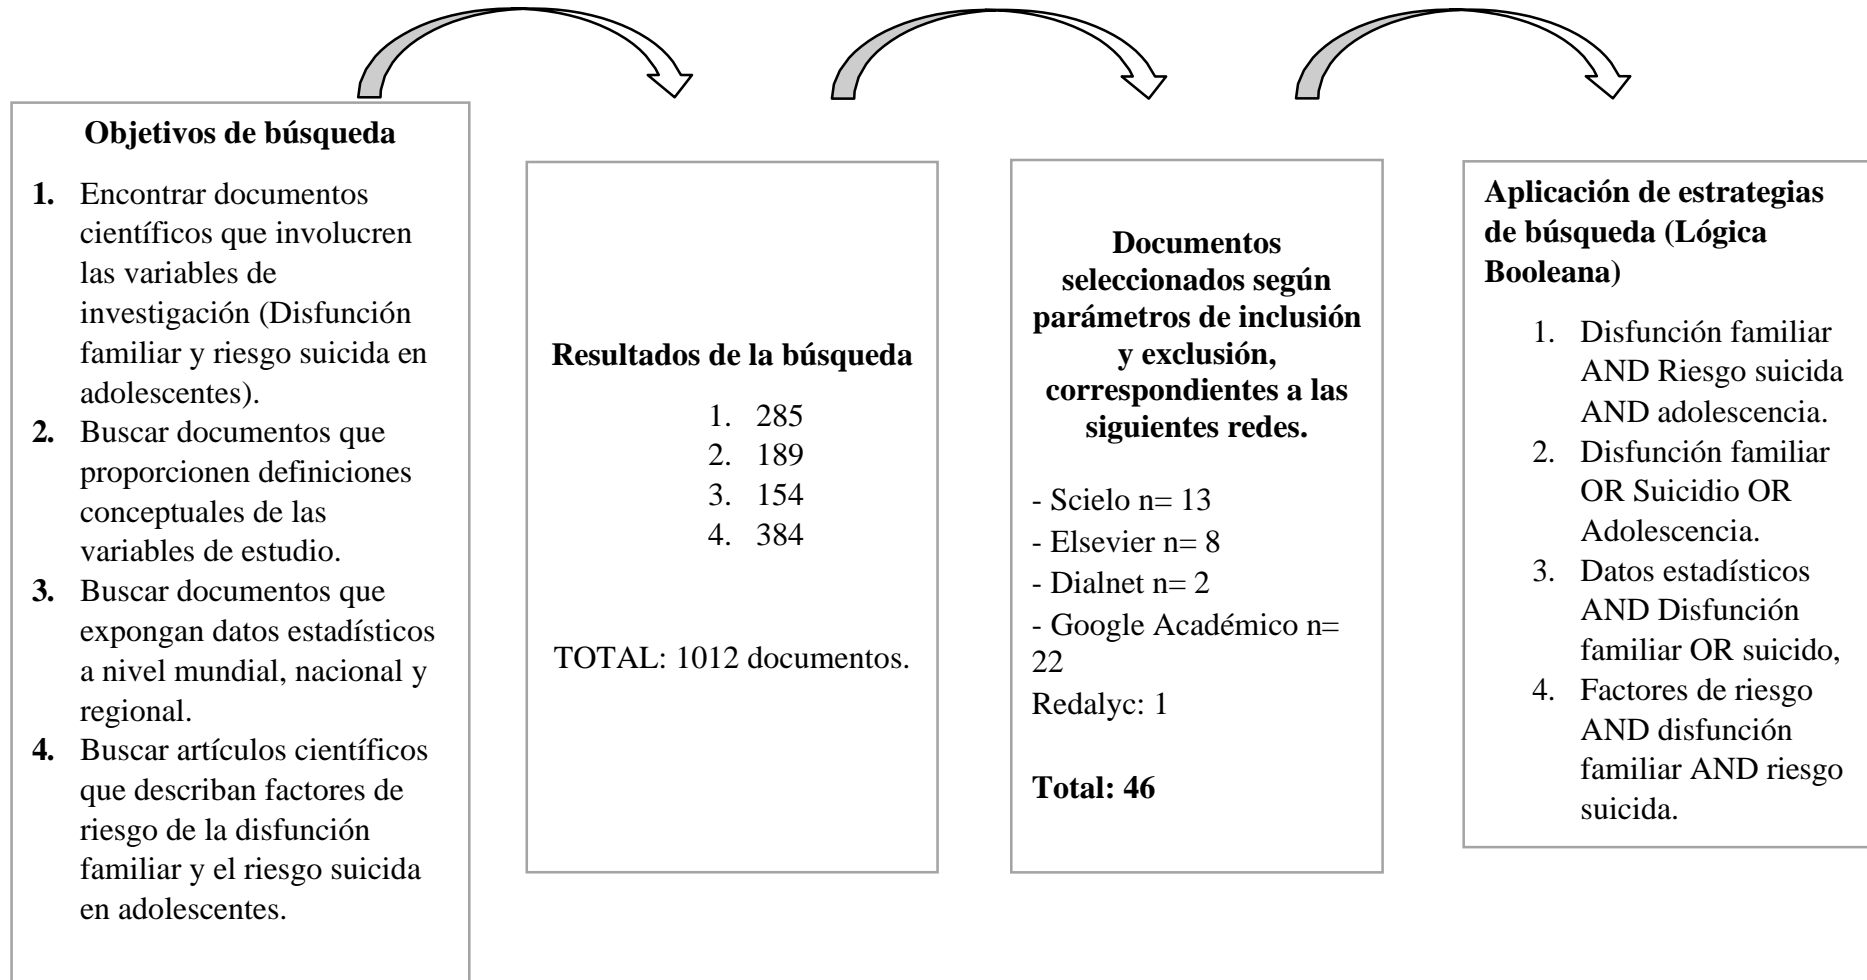 Objetivos de búsqueda
1. Encontrar documentos
científicos que involucren
las variables de
investigación (Disfunción
familiar y riesgo suicida en
adolescentes).
2. Buscar documentos que
proporcionen definiciones
conceptuales de las
variables de estudio.
3. Buscar documentos que
expongan datos estadísticos
a nivel mundial, nacional y
regional.
4. Buscar artículos científicos
que describan factores de
riesgo de la disfunción
familiar y el riesgo suicida
en adolescentes.
Resultados de la búsqueda
1. 285
2. 189
3. 154
4. 384
TOTAL: 1012 documentos.
Documentos
seleccionados según
parámetros de inclusión
y exclusión,
correspondientes a las
siguientes redes.
- Scielo n= 13
- Elsevier n= 8
- Dialnet n= 2
- Google Académico n=
22
Redalyc: 1
Total: 46
Aplicación de estrategias
de búsqueda (Lógica
Booleana)
1. Disfunción familiar
AND Riesgo suicida
AND adolescencia.
2. Disfunción familiar
OR Suicidio OR
Adolescencia.
3. Datos estadísticos
AND Disfunción
familiar OR suicido,
4. Factores de riesgo
AND disfunción
familiar AND riesgo
suicida.